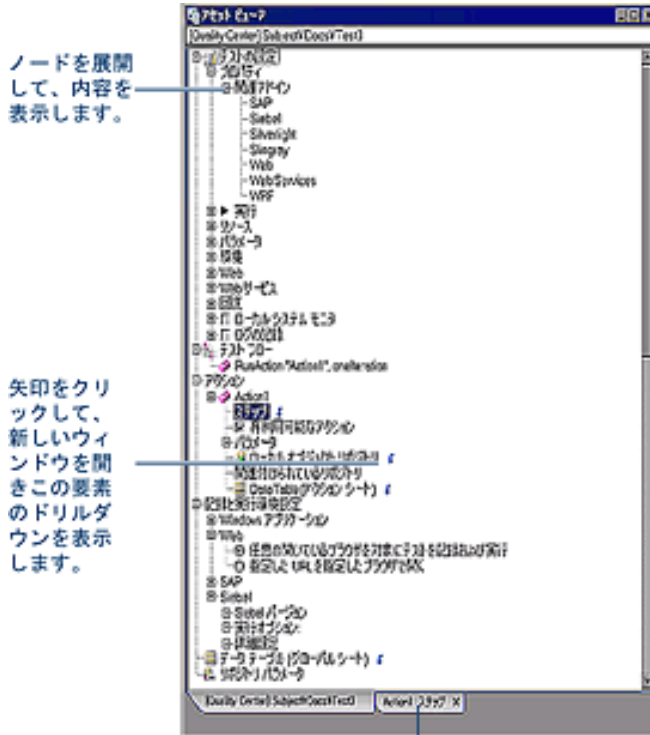 アセット ビューア
[Quality Center] Subject¥Docs¥Test3
ノードを展開
して、内容を
表示します。
テストの設定
プロパティ
関連アドイン
SAP
Siebel
Silverlight
Stingray
Web
WebServices
WPF
実行
リソース
パラメータ
環境
Web
Webサービス
回復
ローカル システム モニタ
ログの記録
テスト フロー
RunAction "Action1", oneIteration
アクション
Action1
ステップ
再利用可能なアクション
パラメータ
ローカル オブジェクト リポジトリ
関連付けられているリポジトリ
DataTable(アクション シート)
矢印をクリ
ックして、
新しいウィ
ンドウを開
きこの要素
のドリルダ
ウンを表示
します。
記録と実行環境設定
Windows アプリケーション
Web
任意の開いているブラウザを対象にテストを記録および実行
指定した URL を指定したブラウザで開く
SAP
Siebel
Siebel バージョン
実行オプション:
詳細設定
データ テーブル (グローバル シート)
リポジトリ パラメータ
[Quality Center] Subject¥Docs¥Test3
Action1 ステップ X